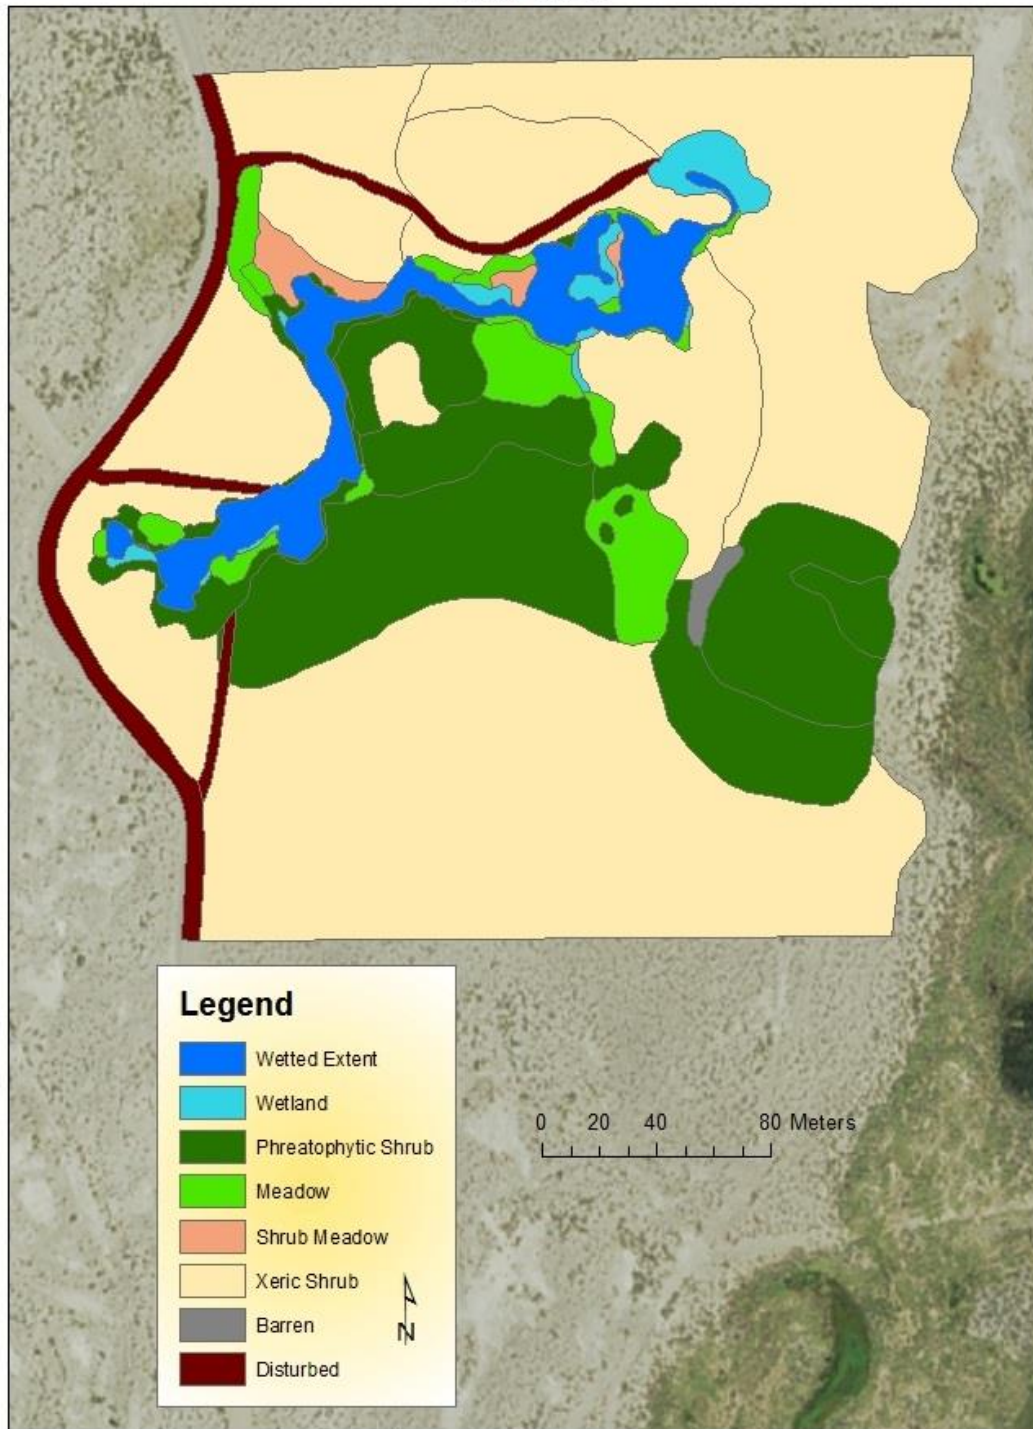 0 20 40 80 Meters
Legend
Wetted Extent
Wetland
Phreatophytic Shrub
Meadow
Shrub Meadow
Xeric Shrub
Barren
Disturbed
N